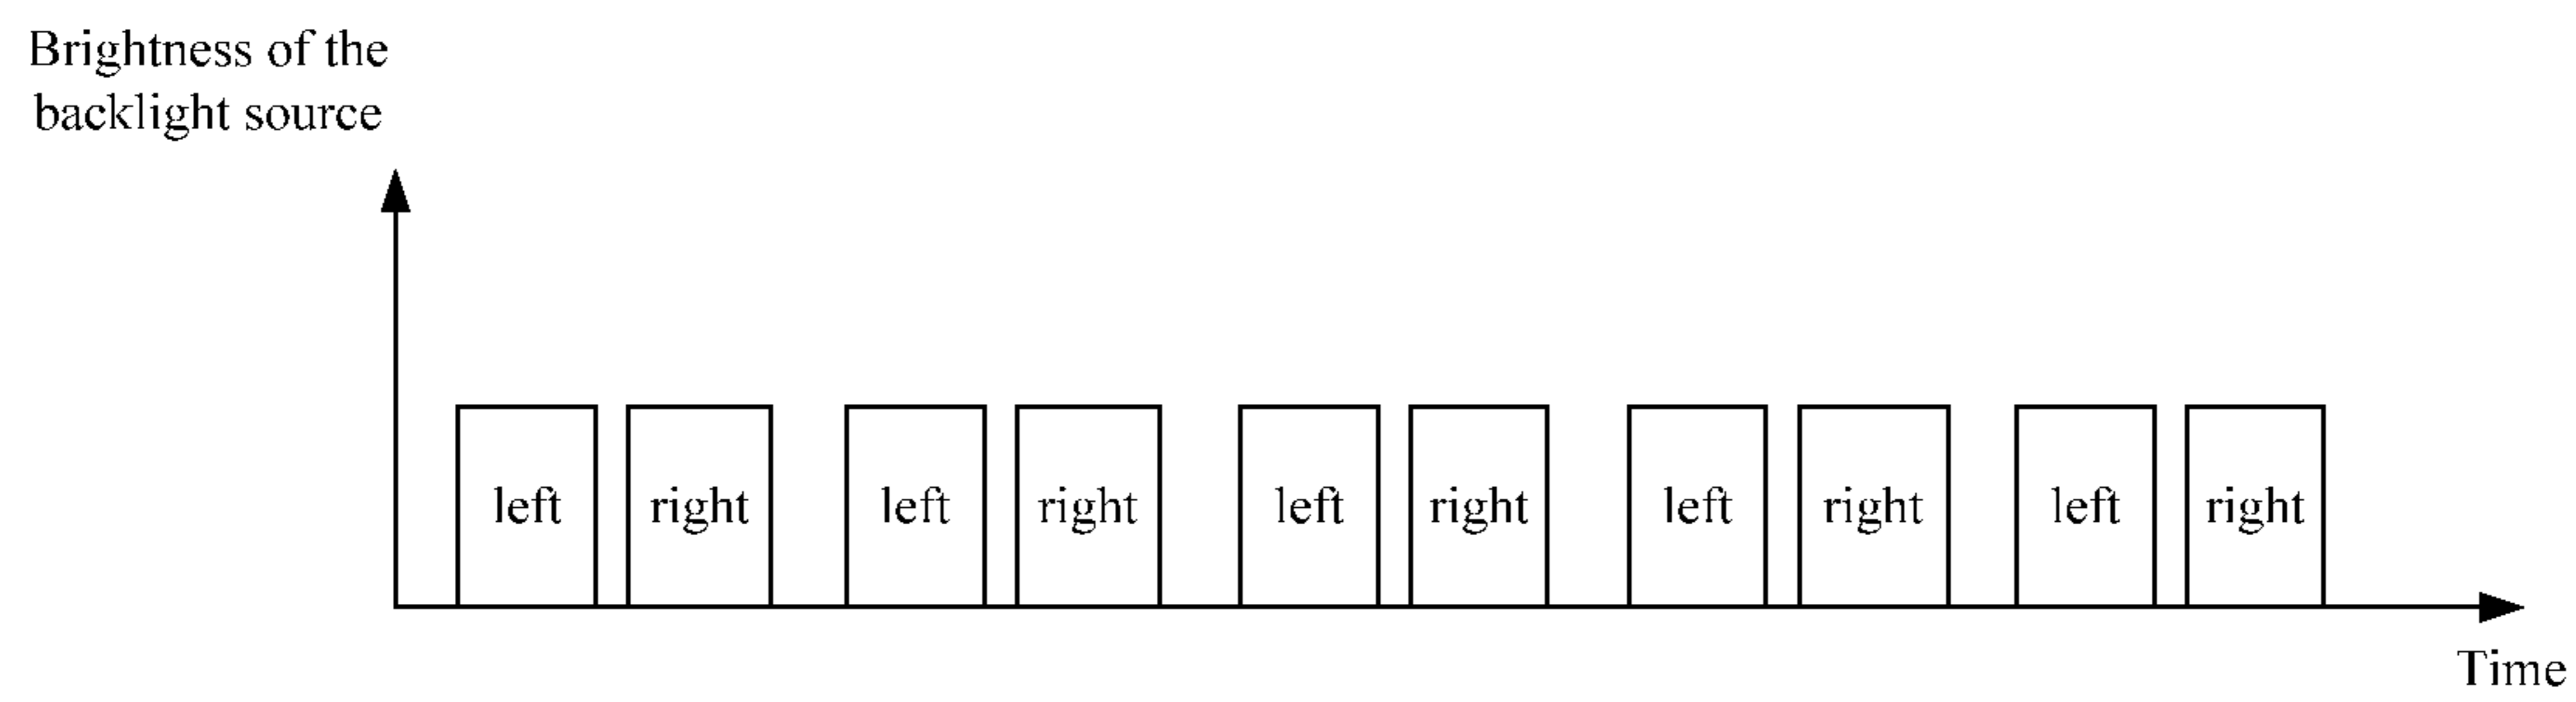 Brightness of the
backlight source
left right left right left right left right left right
Time